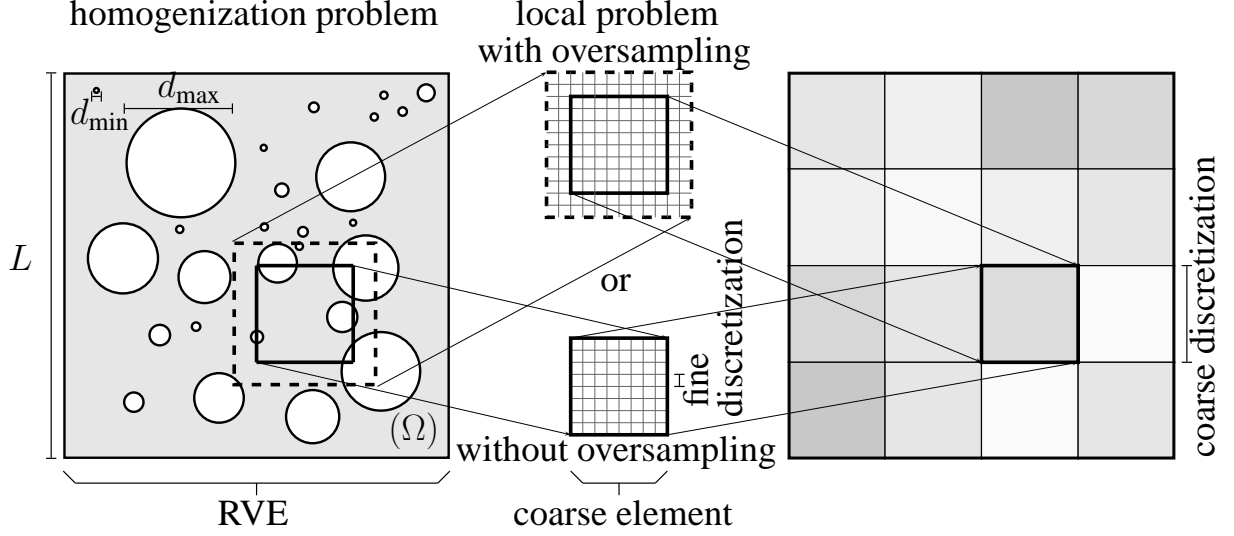 homogenization problem
local problem
with oversampling
d_max
d_min
L
(Ω)
RVE
or
fine
discretization
without oversampling
coarse element
coarse discretization